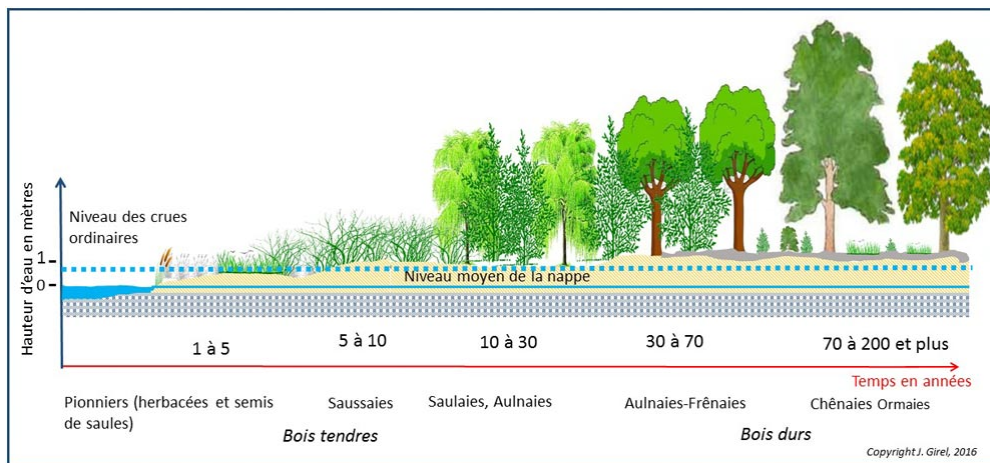 Hauteur d'eau en mètres
Niveau des crues
ordinaires
1
0
Niveau moyen de la nappe
1 à 5
5 à 10
10 à 30
30 à 70
70 à 200 et plus
Temps en années
Pionniers (herbacées et semis
de saules)
Saussaies
Saulaies, Aulnaies
Aulnaies-Frênaies
Chênaies Ormaies
Bois tendres
Bois durs
Copyright J. Girel, 2016